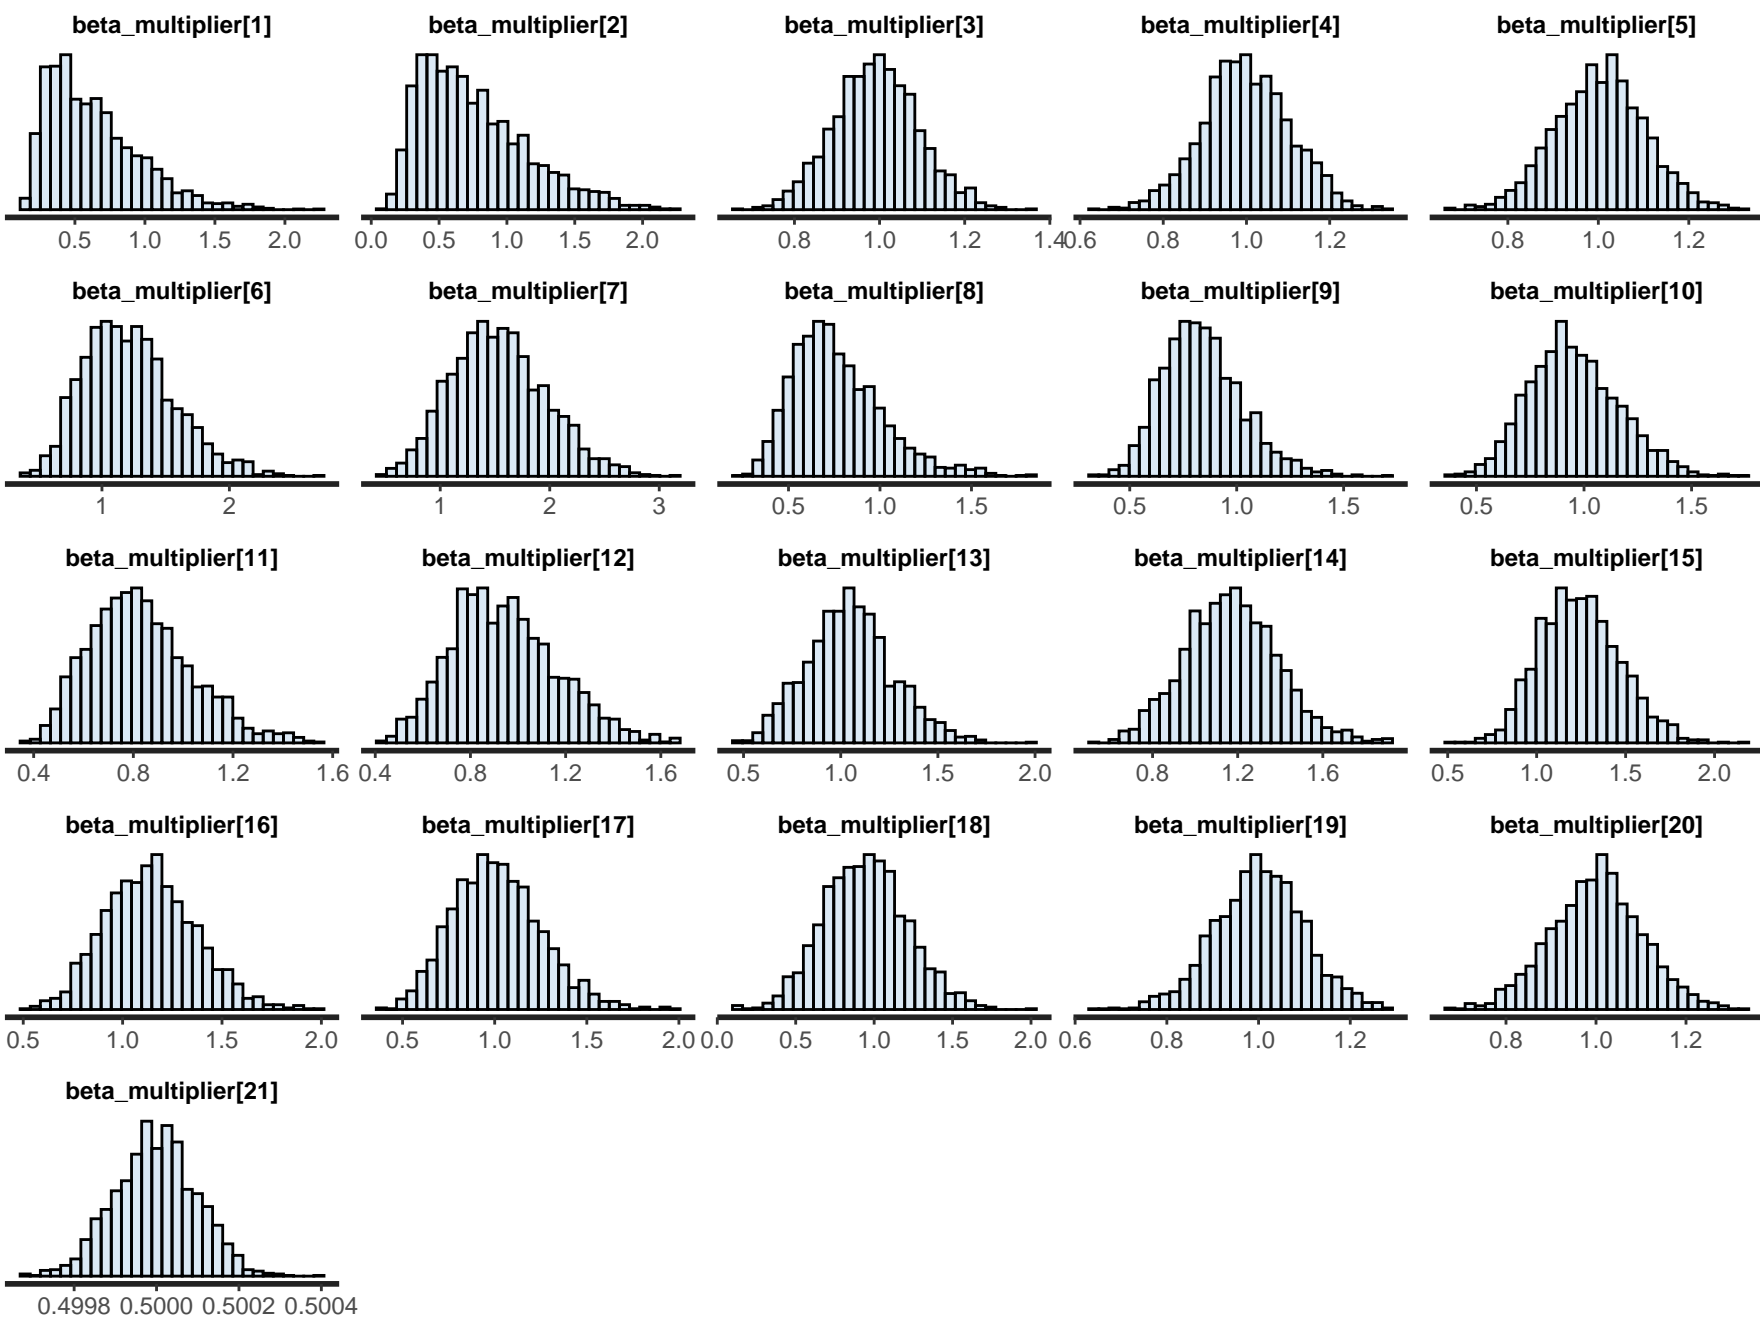 beta_multiplier[1] beta_multiplier[2] beta_multiplier[3] beta_multiplier[4] beta_multiplier[5]
0.5 1.0 1.5 2.0 0.0 0.5 1.0 1.5 2.0 0.8 1.0 1.2 1.4 0.6 0.8 1.0 1.2 0.8 1.0 1.2
beta_multiplier[6] beta_multiplier[7] beta_multiplier[8] beta_multiplier[9] beta_multiplier[10]
1 2 1 2 3 0.5 1.0 1.5 0.5 1.0 1.5 0.5 1.0 1.5
beta_multiplier[11] beta_multiplier[12] beta_multiplier[13] beta_multiplier[14] beta_multiplier[15]
0.4 0.8 1.2 1.6 0.4 0.8 1.2 1.6 0.5 1.0 1.5 2.0 0.8 1.2 1.6 0.5 1.0 1.5 2.0
beta_multiplier[16] beta_multiplier[17] beta_multiplier[18] beta_multiplier[19] beta_multiplier[20]
0.5 1.0 1.5 2.0 0.5 1.0 1.5 2.0 0.0 0.5 1.0 1.5 2.0 0.6 0.8 1.0 1.2 0.8 1.0 1.2
beta_multiplier[21]
0.4998 0.5000 0.5002 0.5004